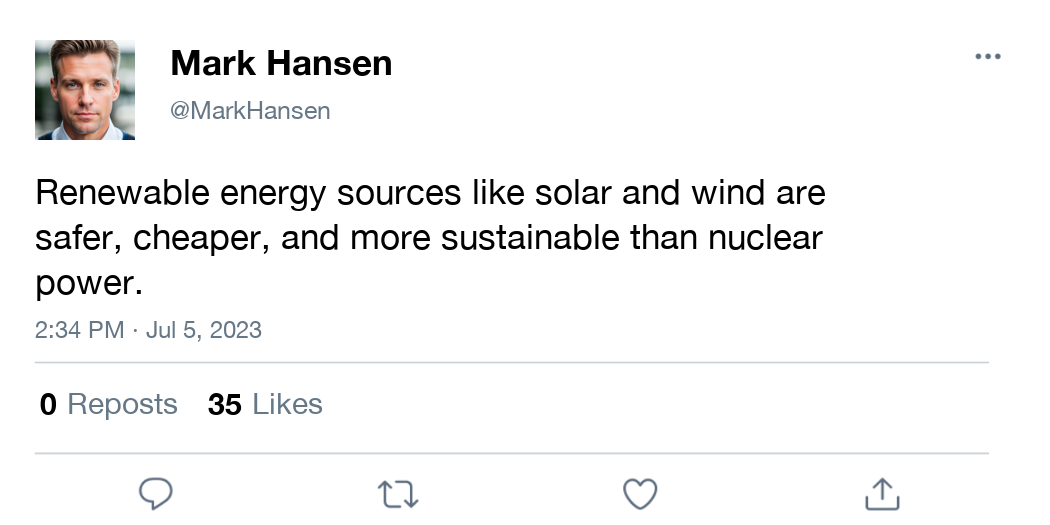 Mark Hansen
@MarkHansen
Renewable energy sources like solar and wind are
safer, cheaper, and more sustainable than nuclear
power.
2:34 PM · Jul 5, 2023
0 Reposts 35 Likes